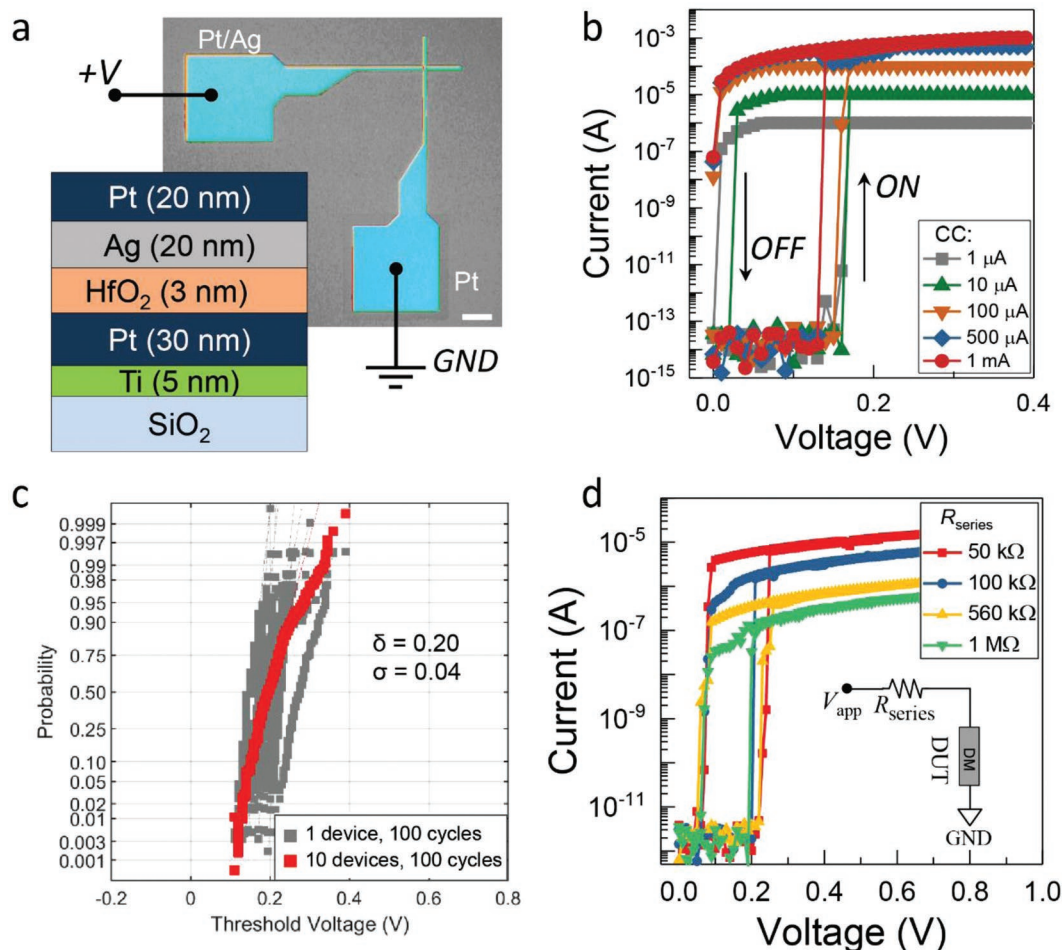 a
Pt/Ag
+V
Pt (20 nm)
Ag (20 nm)
HfO₂ (3 nm)
Pt (30 nm)
Ti (5 nm)
SiO₂
Pt
GND
b
Current (A)
10⁻³
10⁻⁵
10⁻⁷
10⁻⁹
10⁻¹¹
10⁻¹³
10⁻¹⁵
OFF
ON
CC:
1 μA
10 μA
100 μA
500 μA
1 mA
0.0 0.2 0.4
Voltage (V)
c
Probability
0.999
0.997
0.99
0.98
0.95
0.90
0.75
0.50
0.25
0.10
0.05
0.02
0.01
0.003
0.001
δ = 0.20
σ = 0.04
1 device, 100 cycles
10 devices, 100 cycles
-0.2 0 0.2 0.4 0.6 0.8
Threshold Voltage (V)
d
Current (A)
10⁻⁵
10⁻⁷
10⁻⁹
10⁻¹¹
Rseries
50 kΩ
100 kΩ
560 kΩ
1 MΩ
Vapp
Rseries
DUT
DM
GND
0.0 0.2 0.4 0.6 0.8 1.0
Voltage (V)